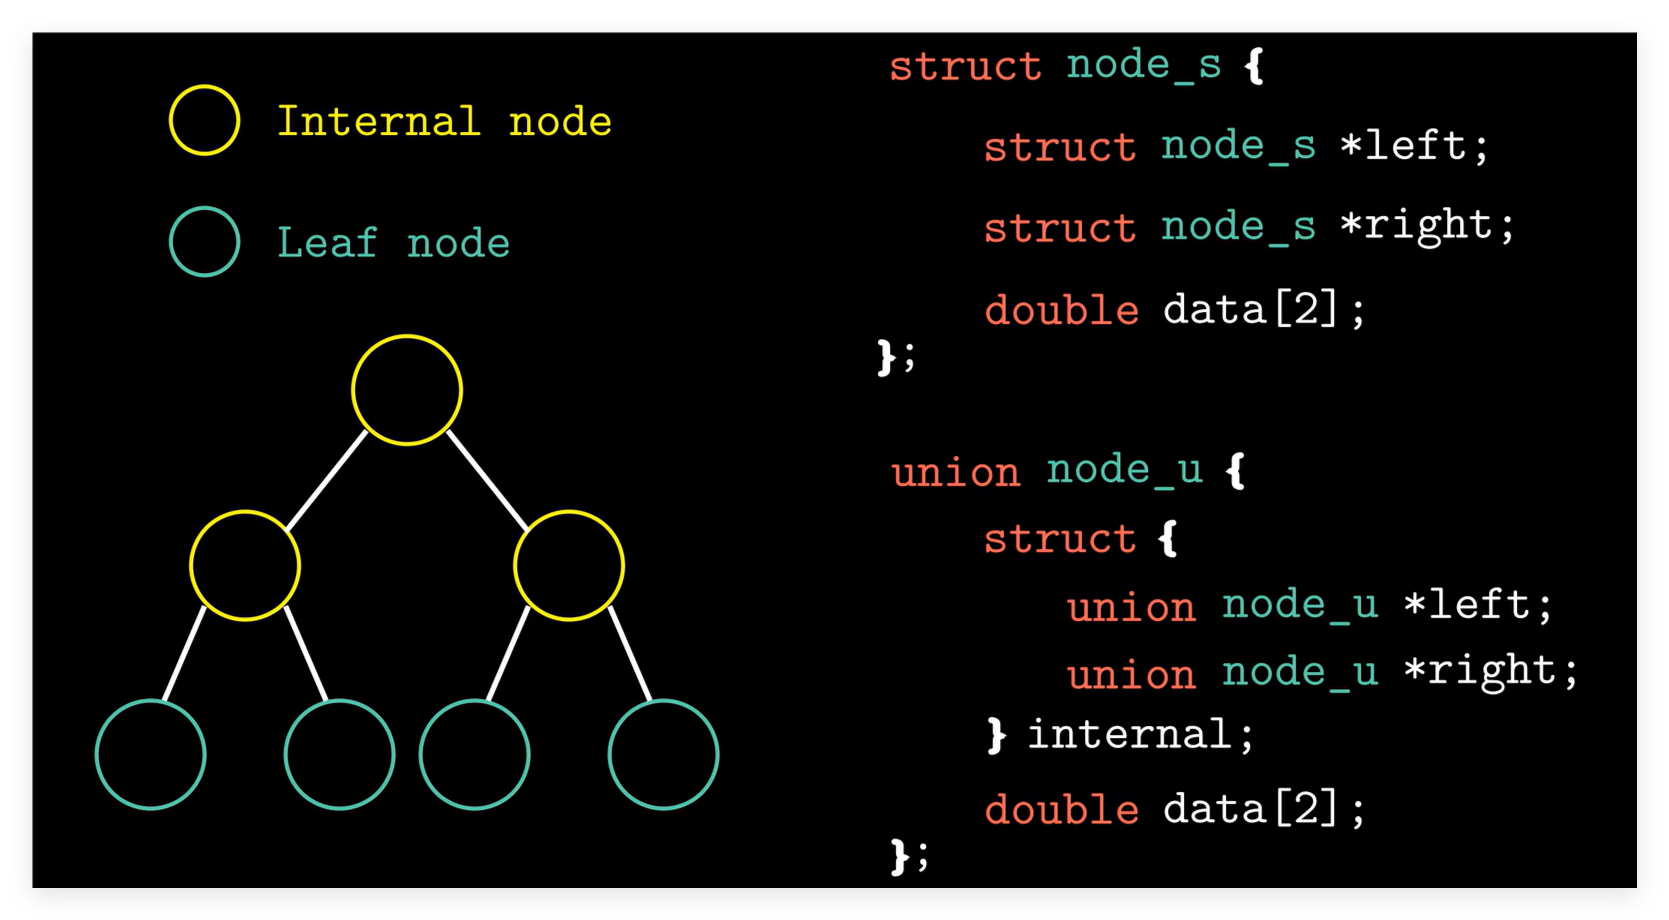 Internal node
Leaf node
struct node_s {
struct node_s *left;
struct node_s *right;
double data[2];
};
union node_u {
struct {
union node_u *left;
union node_u *right;
} internal;
double data[2];
};